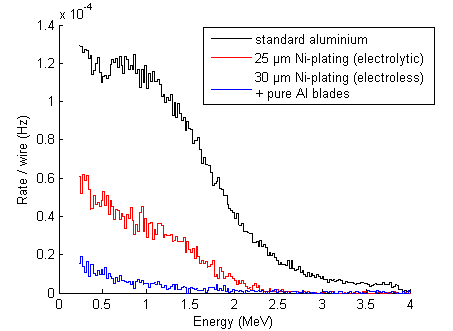 x 10⁻⁴
1.4
1.2
1
0.8
0.6
0.4
0.2
0
0 0.5 1 1.5 2 2.5 3 3.5 4
Rate / wire (Hz)
Energy (MeV)
standard aluminium
25 µm Ni-plating (electrolytic)
30 µm Ni-plating (electroless)
+ pure Al blades